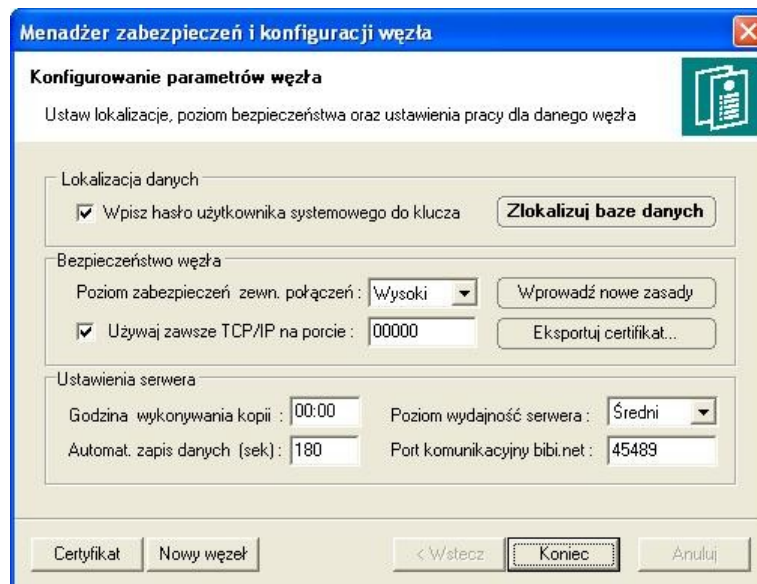 Menadżer zabezpieczeń i konfiguracji węzła
Konfigurowanie parametrów węzła
Ustaw lokalizacje, poziom bezpieczeństwa oraz ustawienia pracy dla danego węzła
Lokalizacja danych
Wpisz hasło użytkownika systemowego do klucza Zlokalizuj baze danych
Bezpieczeństwo węzła
Poziom zabezpieczeń zewn. połączeń : Wysoki Wprowadź nowe zasady
Używaj zawsze TCP/IP na porcie : 00000 Eksportuj certifikat...
Ustawienia serwera
Godzina wykonywania kopii : 00:00 Poziom wydajność serwera : Średni
Automat. zapis danych (sek) : 180 Port komunikacyjny bibi.net : 45489
Certyfikat Nowy węzeł < Wstecz Koniec Anuluj